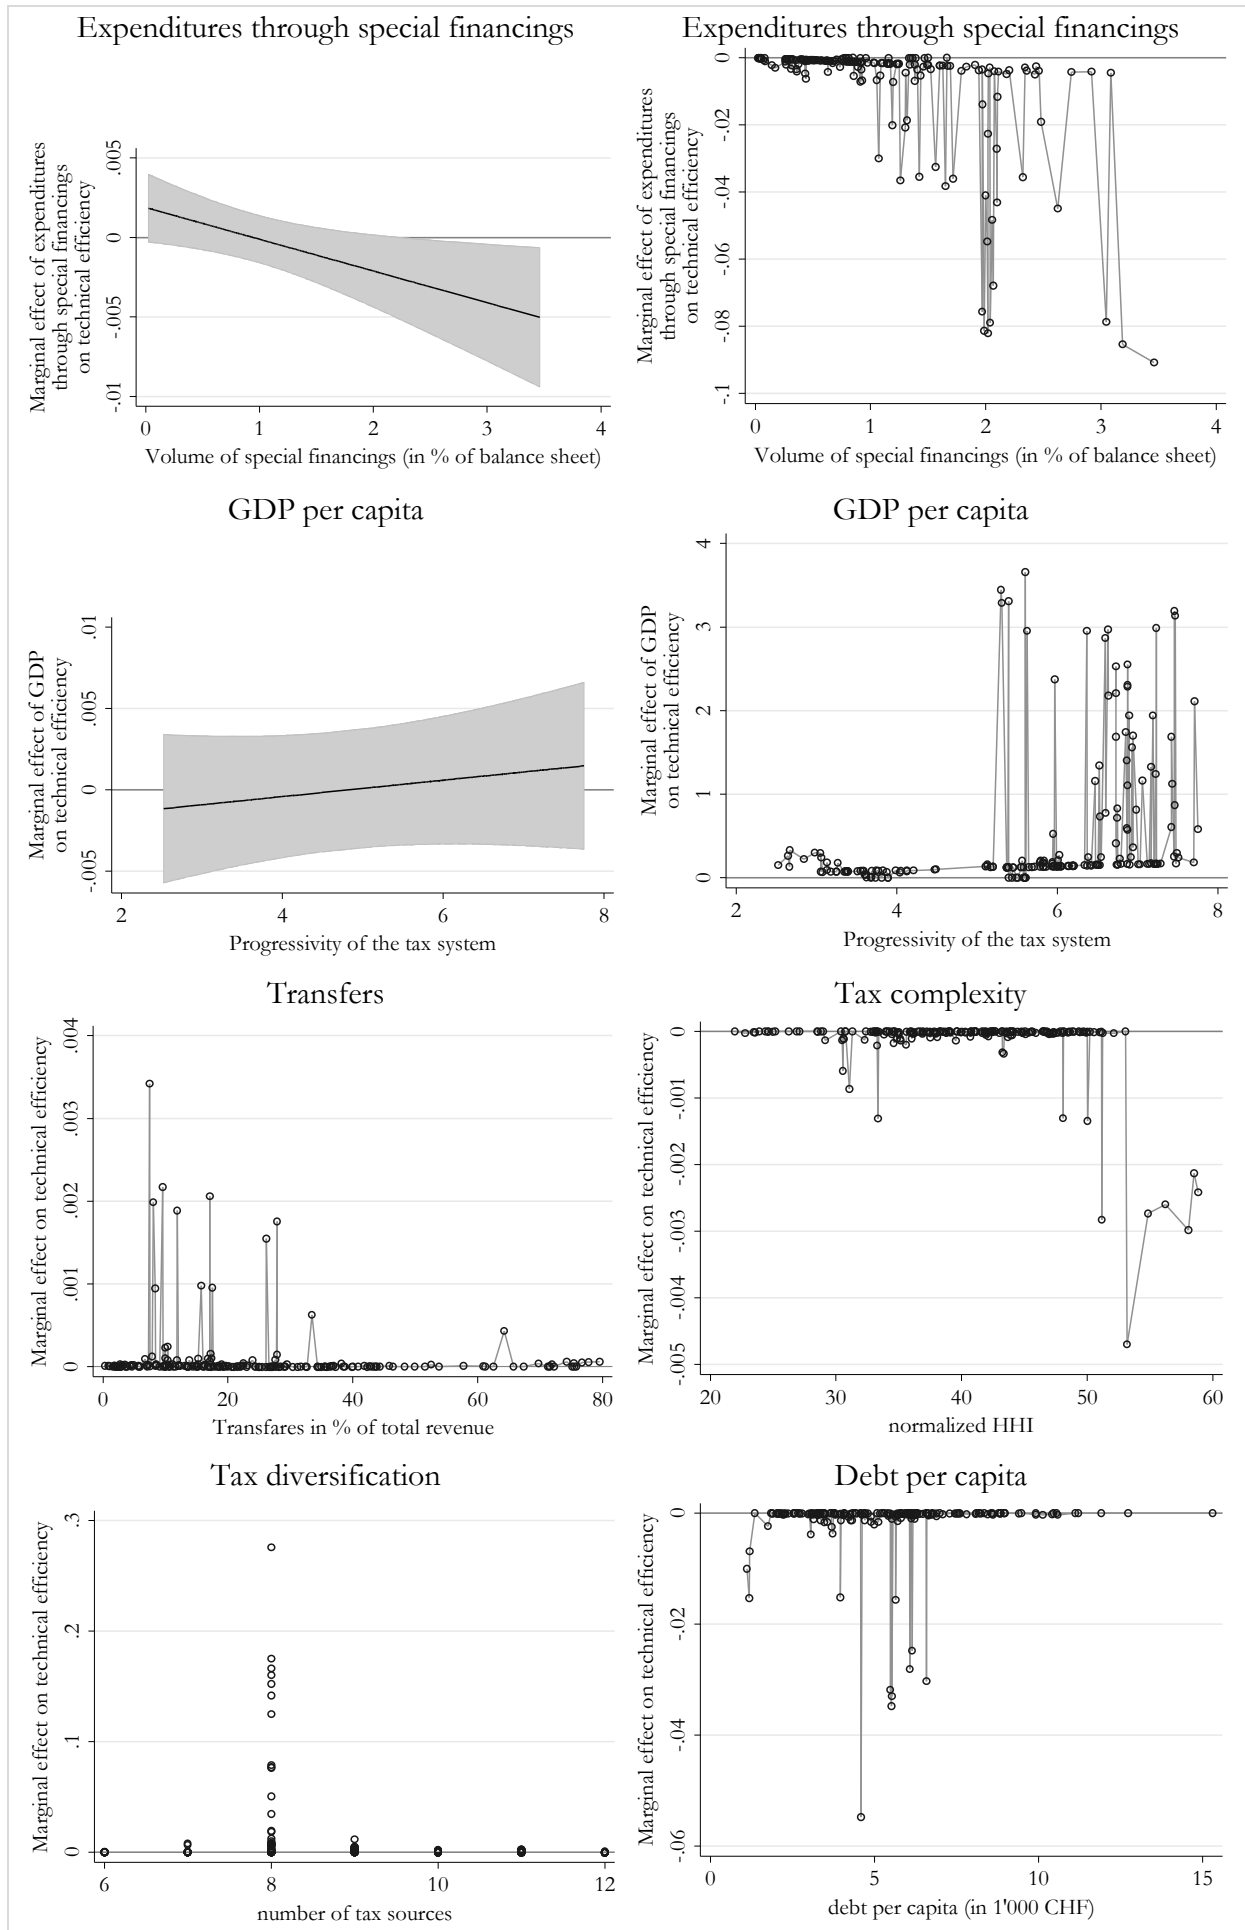 Expenditures through special financings
Marginal effect of expenditures
through special financings
on technical efficiency
.005
0
-.005
-.01
0 1 2 3 4
Volume of special financings (in % of balance sheet)
Expenditures through special financings
Marginal effect of expenditures
through special financings
on technical efficiency
0
-.02
-.04
-.06
-.08
-.1
0 1 2 3 4
Volume of special financings (in % of balance sheet)
GDP per capita
Marginal effect of GDP
on technical efficiency
.01
.005
0
-.005
2 4 6 8
Progressivity of the tax system
GDP per capita
Marginal effect of GDP
on technical efficiency
4
3
2
1
0
2 4 6 8
Progressivity of the tax system
Transfers
Marginal effect on technical efficiency
.004
.003
.002
.001
0
0 20 40 60 80
Transfares in % of total revenue
Tax complexity
Marginal effect on technical efficiency
0
-.001
-.002
-.003
-.004
-.005
20 30 40 50 60
normalized HHI
Tax diversification
Marginal effect on technical efficiency
.3
.2
.1
0
6 8 10 12
number of tax sources
Debt per capita
Marginal effect on technical efficiency
0
-.02
-.04
-.06
0 5 10 15
debt per capita (in 1'000 CHF)